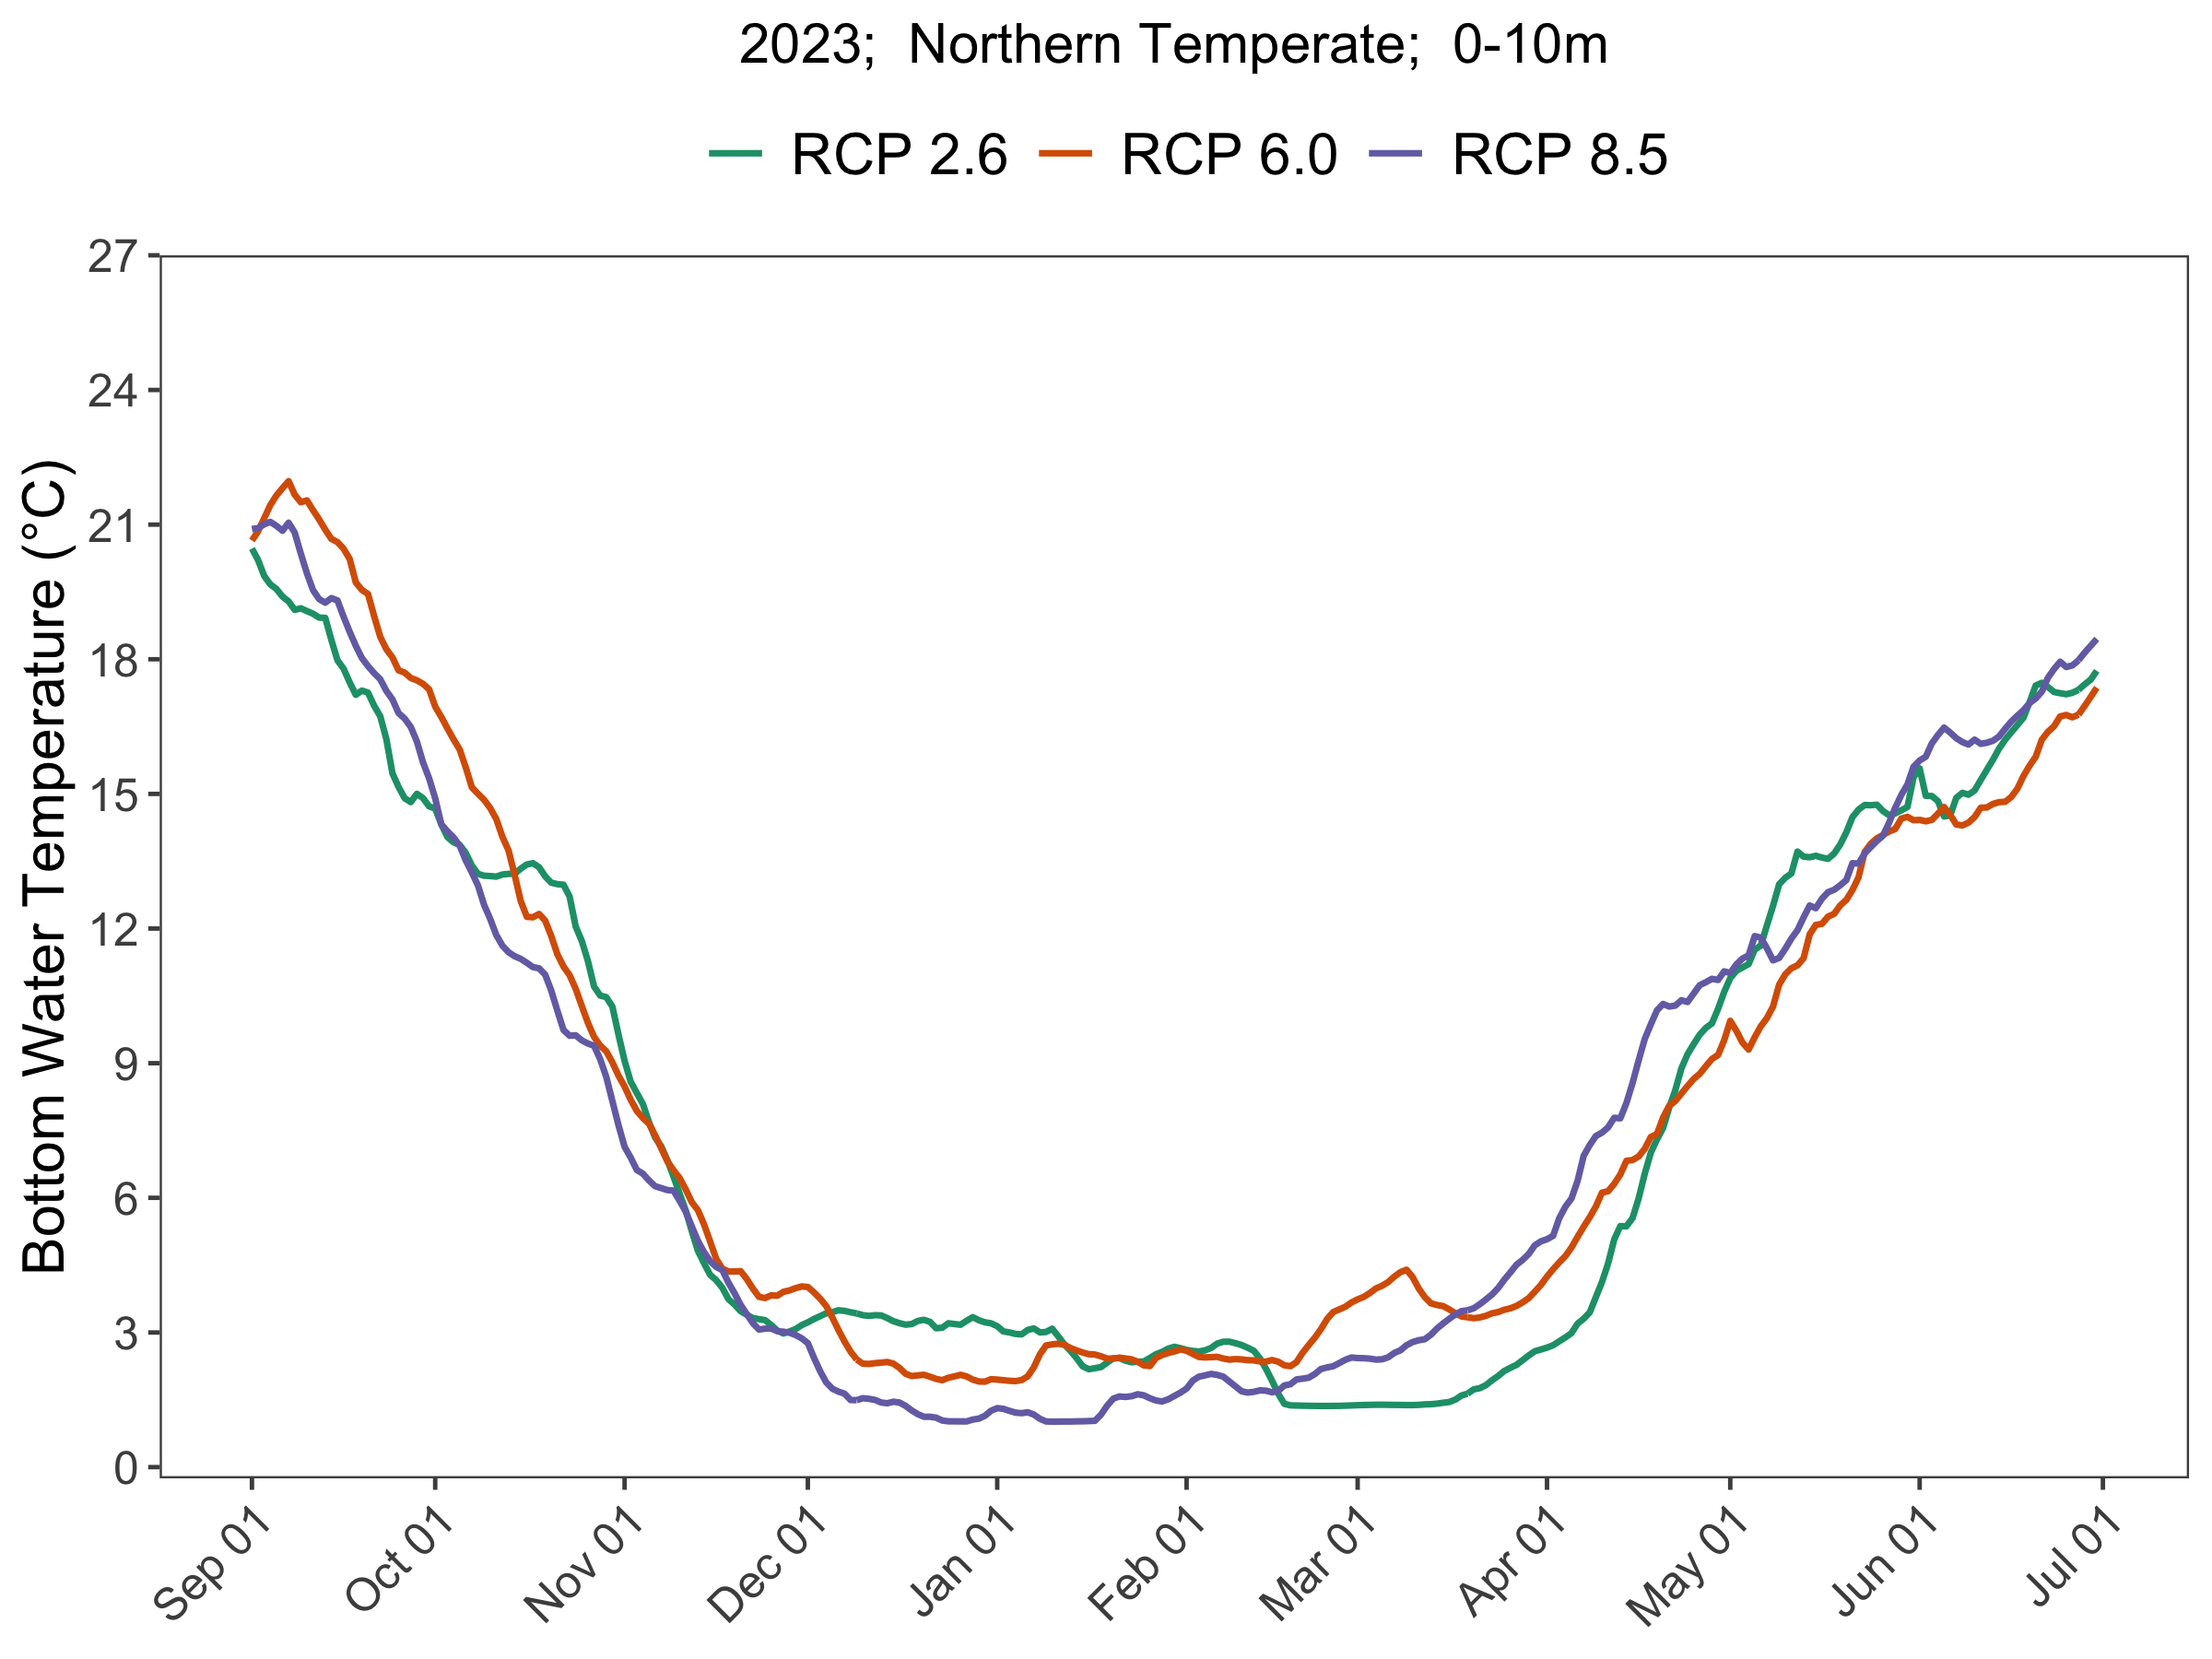 2023;  Northern Temperate;  0-10m
RCP 2.6 RCP 6.0 RCP 8.5
Bottom Water Temperature (°C)
27
24
21
18
15
12
9
6
3
0
Sep 01 Oct 01 Nov 01 Dec 01 Jan 01 Feb 01 Mar 01 Apr 01 May 01 Jun 01 Jul 01